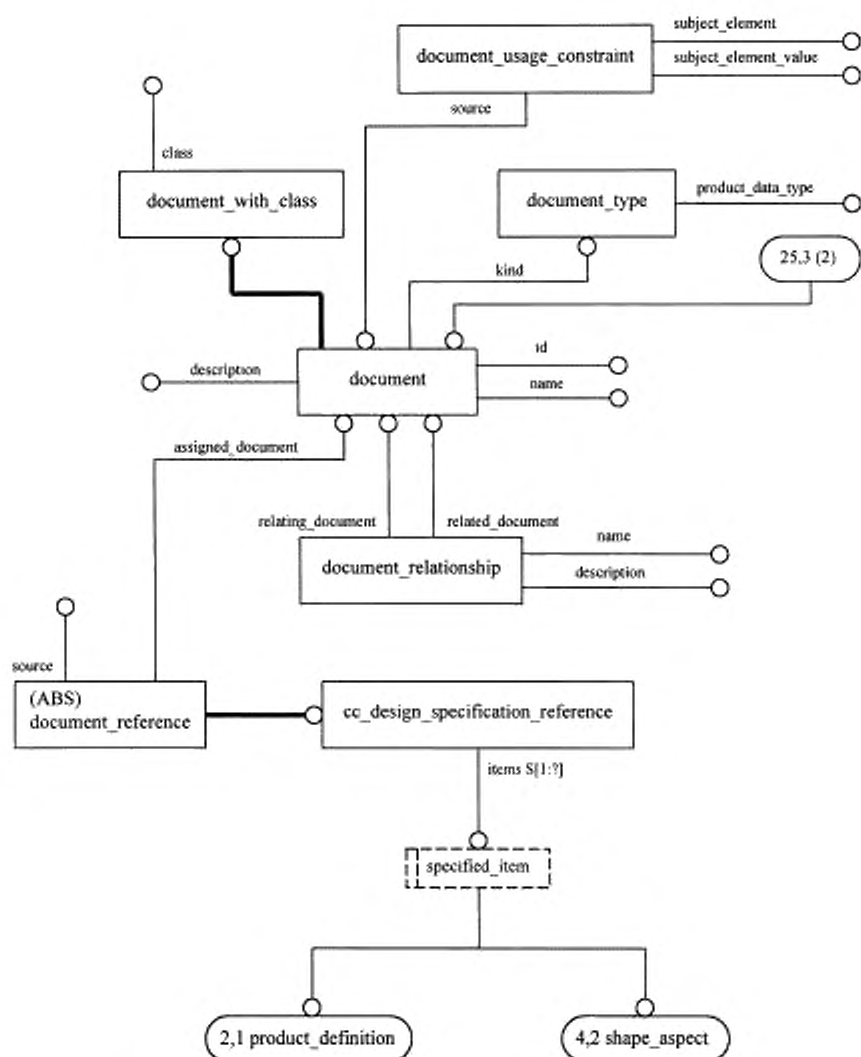 subject_element
document_usage_constraint
subject_element_value
source
class
document_with_class
document_type
product_data_type
25,3 (2)
kind
id
description
document
name
assigned_document
relating_document
related_document
name
document_relationship
description
source
(ABS)
document_reference
cc_design_specification_reference
items S[1:?]
specified_item
2,1 product_definition
4,2 shape_aspect